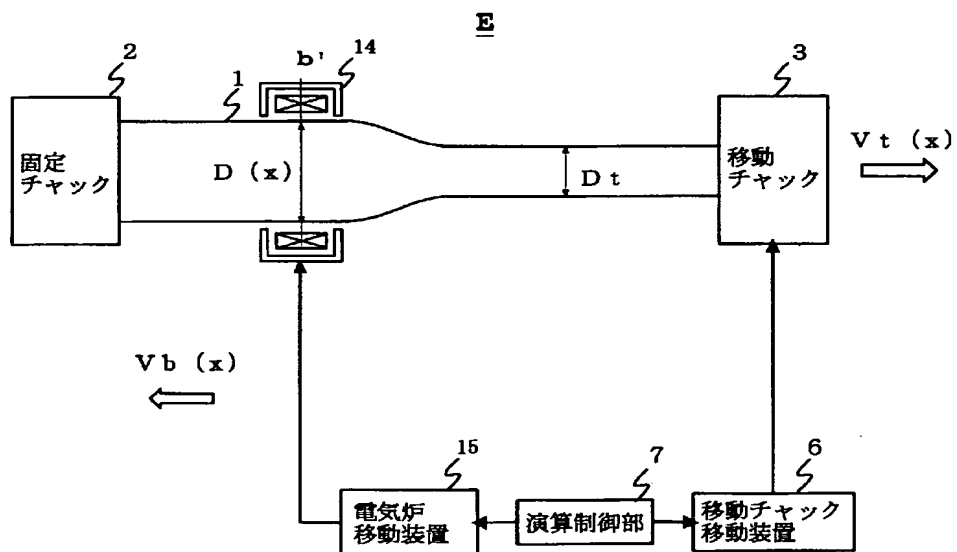 E
2
1
b'
14
3
固定
チャック
D (x)
D t
移動
チャック
V t (x)
V b (x)
15
7
6
電気炉
移動装置
演算制御部
移動チャック
移動装置